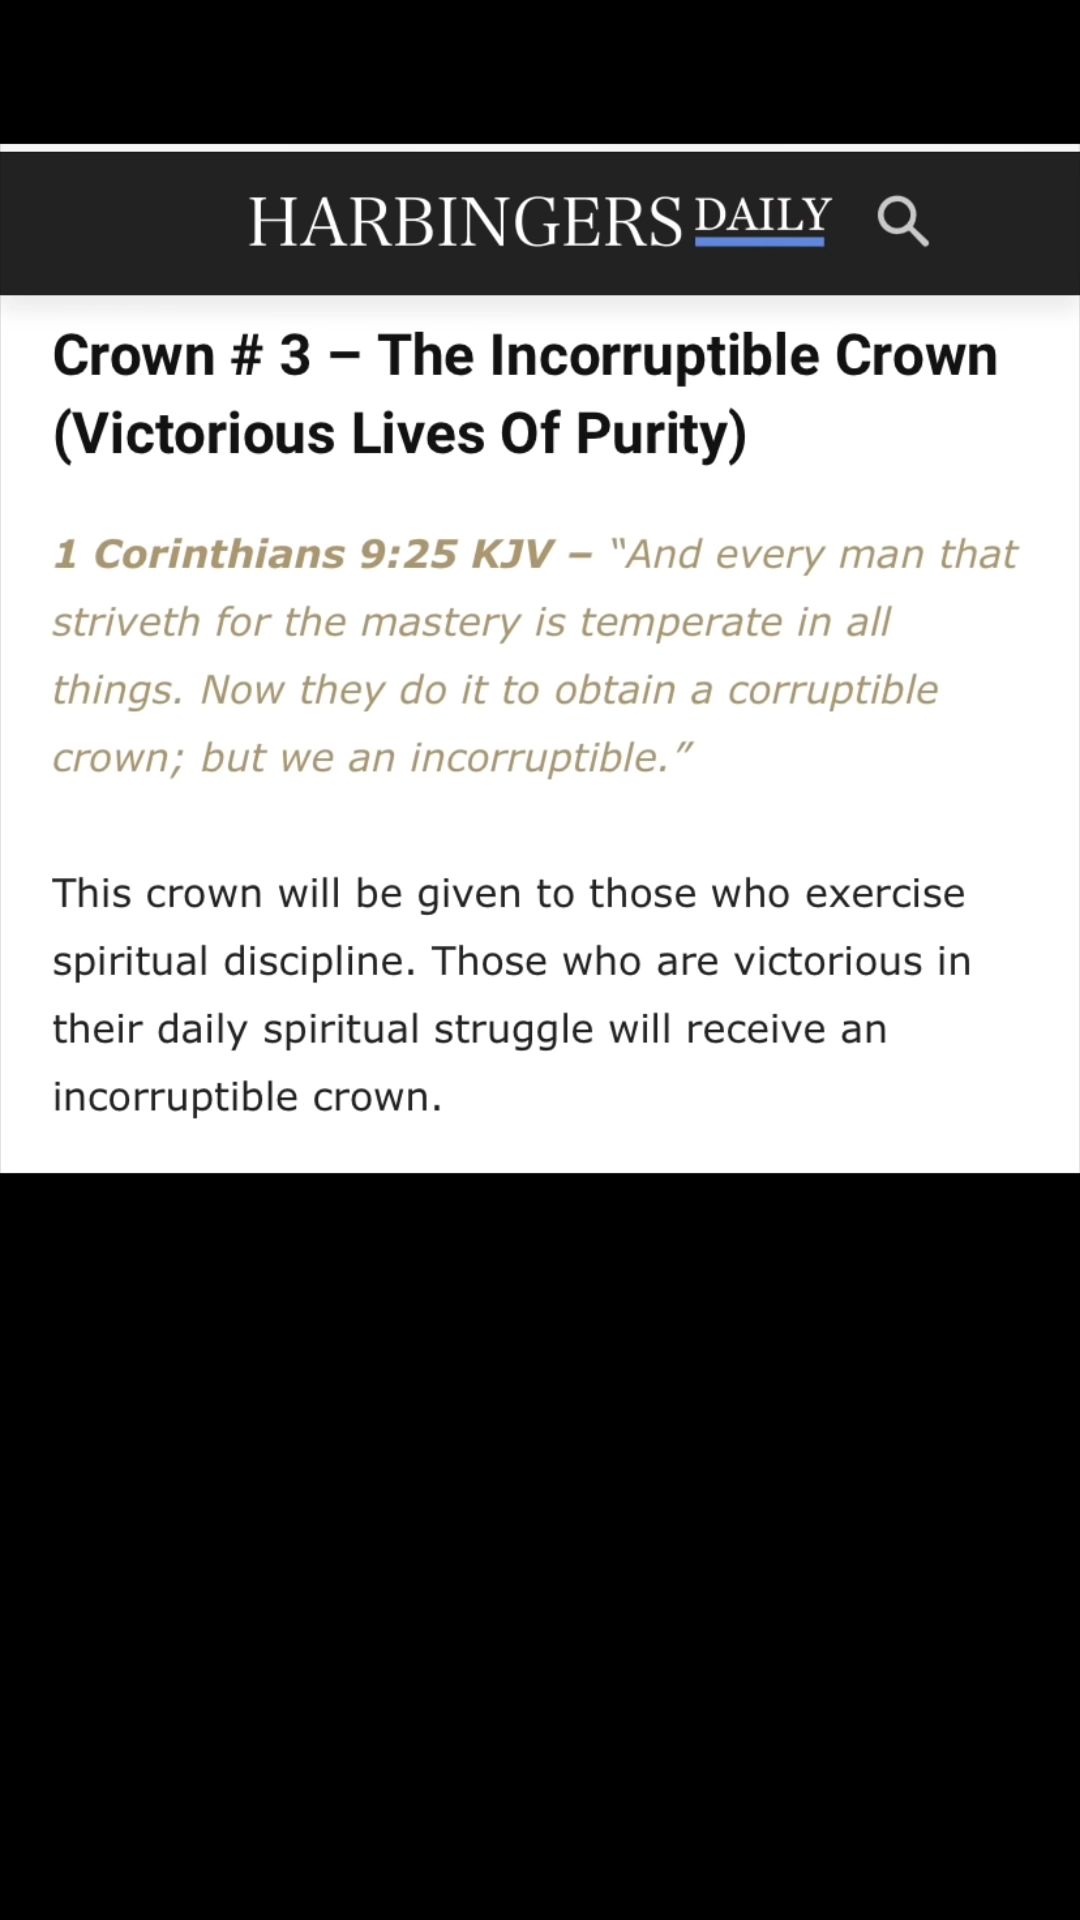 HARBINGERS DAILY
Crown # 3 – The Incorruptible Crown
(Victorious Lives Of Purity)
1 Corinthians 9:25 KJV – “And every man that
striveth for the mastery is temperate in all
things. Now they do it to obtain a corruptible
crown; but we an incorruptible.”
This crown will be given to those who exercise
spiritual discipline. Those who are victorious in
their daily spiritual struggle will receive an
incorruptible crown.